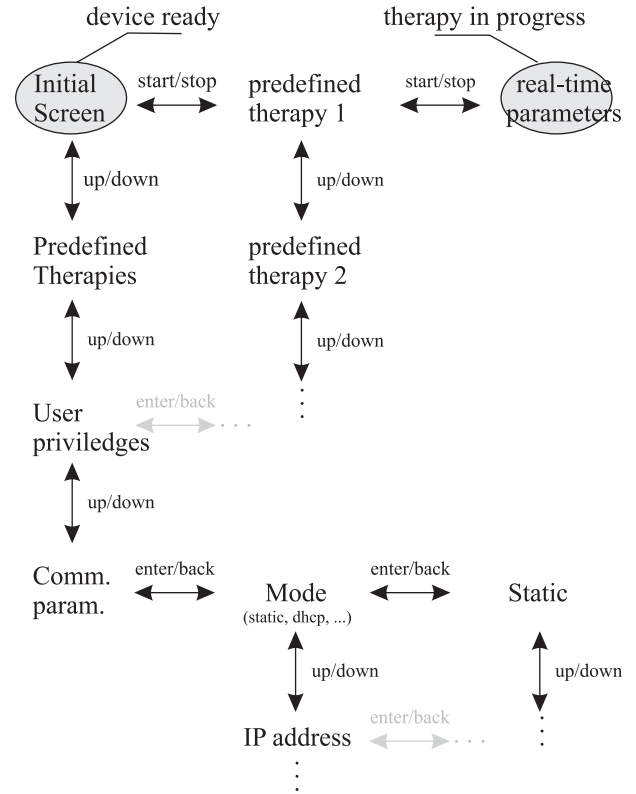 device ready
therapy in progress
Initial
Screen
start/stop
predefined
therapy 1
start/stop
real-time
parameters
up/down
up/down
Predefined
Therapies
predefined
therapy 2
up/down
up/down
User
priviledges
enter/back
. . .
up/down
Comm.
param.
enter/back
Mode
(static, dhcp, ...)
enter/back
Static
up/down
up/down
IP address
enter/back
. . .